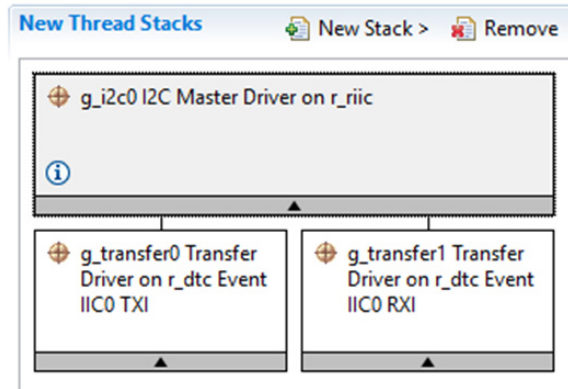 New Thread Stacks
New Stack >
Remove
g_i2c0 I2C Master Driver on r_riic
g_transfer0 Transfer
Driver on r_dtc Event
IIC0 TXI
g_transfer1 Transfer
Driver on r_dtc Event
IIC0 RXI